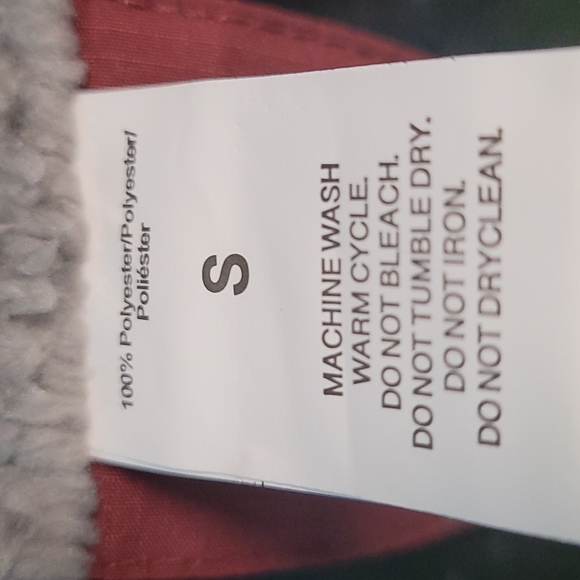 100% Polyester/Polyester/
Poliéster
S
MACHINE WASH
WARM CYCLE.
DO NOT BLEACH.
DO NOT TUMBLE DRY.
DO NOT IRON.
DO NOT DRYCLEAN.